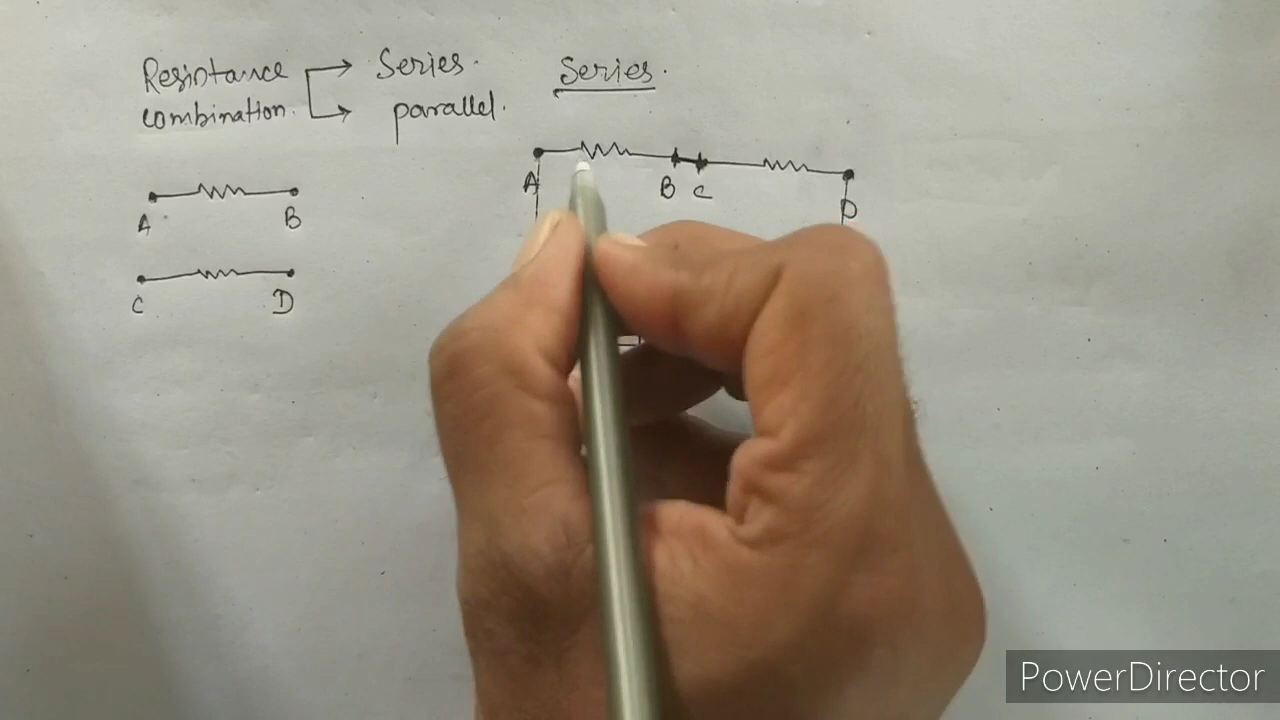 Resistance
combination.
Series.
parallel.
Series.
A B
C D
A B C D
PowerDirector